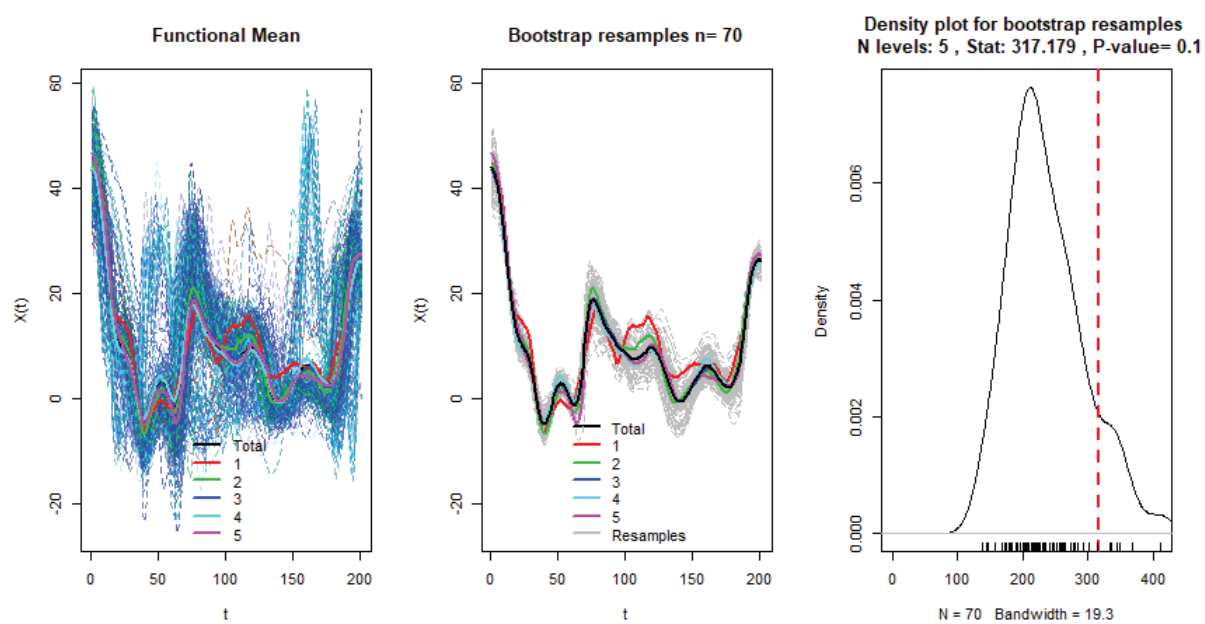 Functional Mean
X(t)
60
40
20
0
-20
0 50 100 150 200
t
Total
1
2
3
4
5
Bootstrap resamples n= 70
X(t)
60
40
20
0
-20
0 50 100 150 200
t
Total
1
2
3
4
5
Resamples
Density plot for bootstrap resamples
N levels: 5 , Stat: 317.179 , P-value= 0.1
Density
0.006
0.004
0.002
0.000
0 100 200 300 400
N = 70 Bandwidth = 19.3